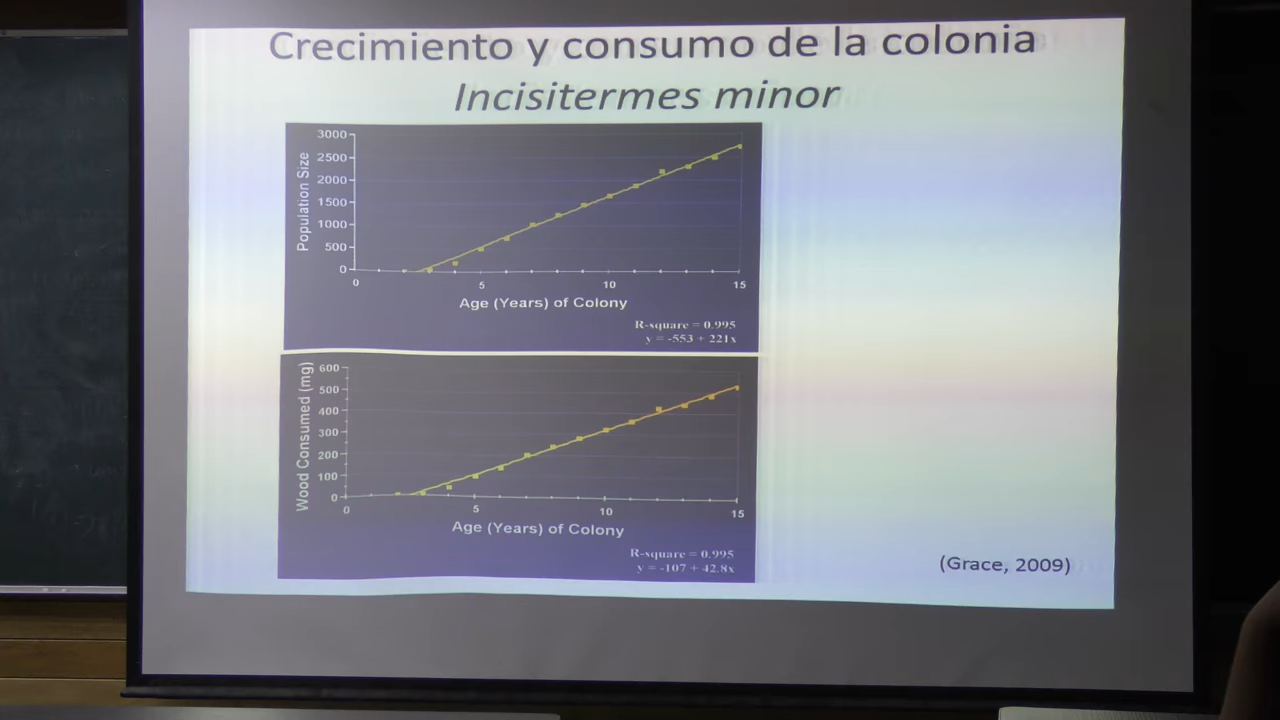 Crecimiento y consumo de la colonia
Incisitermes minor
Population Size
3000
2500
2000
1500
1000
500
0
0 5 10 15
Age (Years) of Colony
R-square = 0.995
y = -553 + 221x
Wood Consumed (mg)
600
500
400
300
200
100
0
0 5 10 15
Age (Years) of Colony
R-square = 0.995
y = -107 + 42.8x
(Grace, 2009)